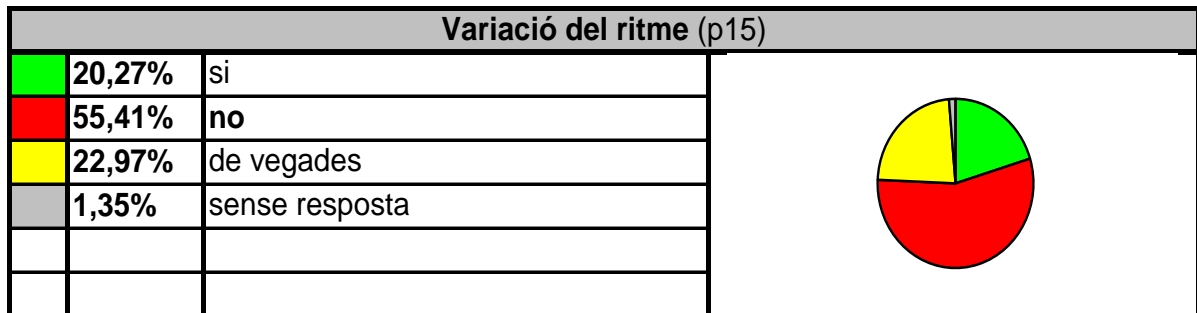 Variació del ritme (p15)
20,27% si
55,41% no
22,97% de vegades
1,35% sense resposta